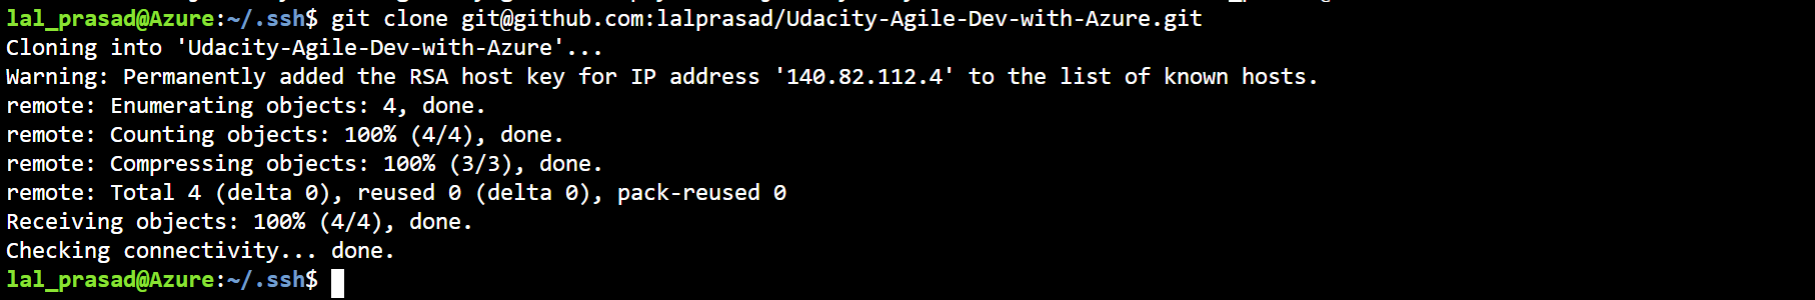 lal_prasad@Azure:~/.ssh$ git clone git@github.com:lalprasad/Udacity-Agile-Dev-with-Azure.git
Cloning into 'Udacity-Agile-Dev-with-Azure'...
Warning: Permanently added the RSA host key for IP address '140.82.112.4' to the list of known hosts.
remote: Enumerating objects: 4, done.
remote: Counting objects: 100% (4/4), done.
remote: Compressing objects: 100% (3/3), done.
remote: Total 4 (delta 0), reused 0 (delta 0), pack-reused 0
Receiving objects: 100% (4/4), done.
Checking connectivity... done.
lal_prasad@Azure:~/.ssh$